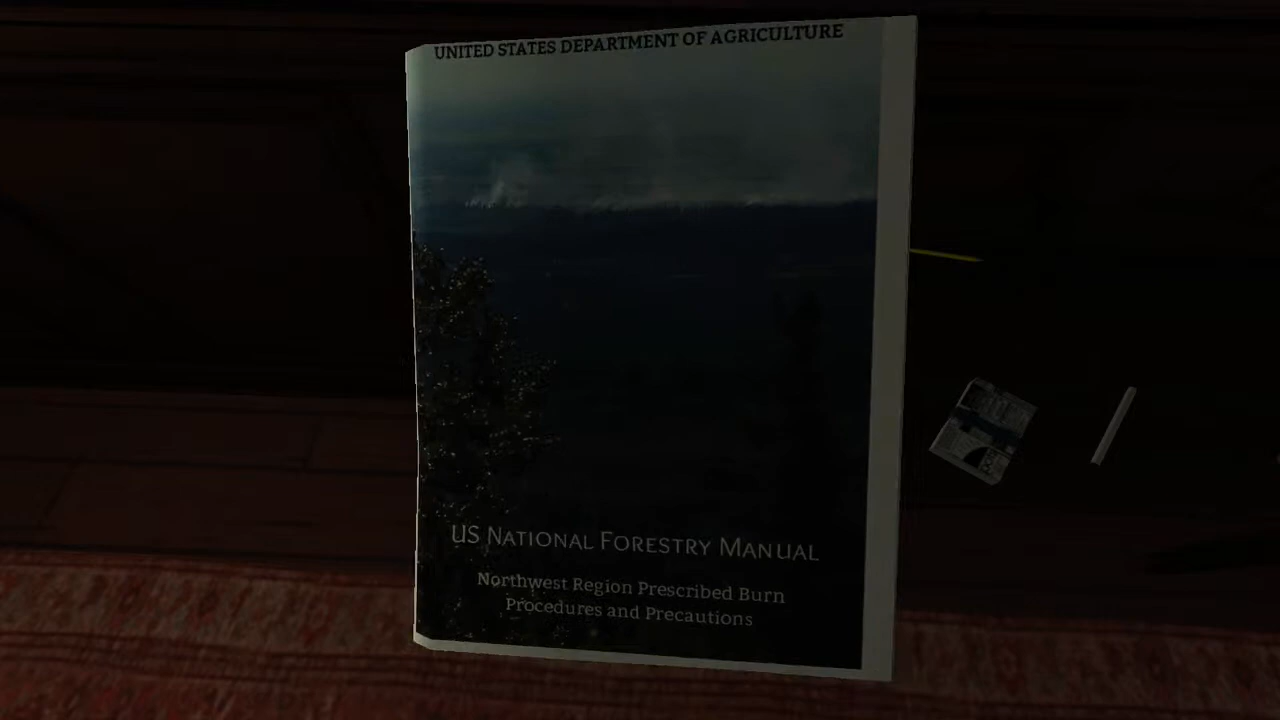 UNITED STATES DEPARTMENT OF AGRICULTURE
US NATIONAL FORESTRY MANUAL
Northwest Region Prescribed Burn
Procedures and Precautions